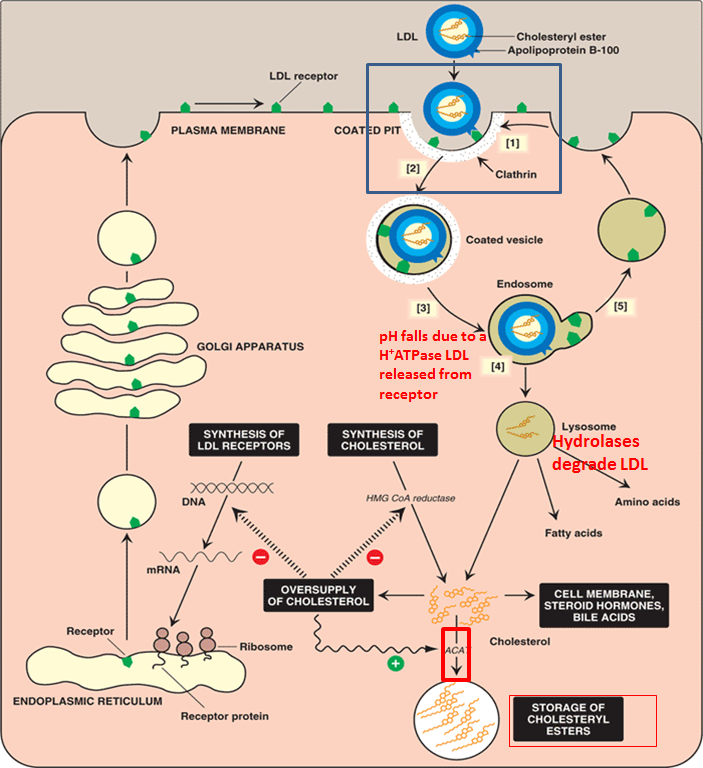 LDL
Cholesteryl ester
Apolipoprotein B-100
LDL receptor
PLASMA MEMBRANE
COATED PIT
[1]
[2]
Clathrin
Coated vesicle
Endosome
[3]
[5]
pH falls due to a
H+ATPase LDL
released from
receptor
[4]
GOLGI APPARATUS
Lysosome
Hydrolases
degrade LDL
SYNTHESIS OF
LDL RECEPTORS
SYNTHESIS OF
CHOLESTEROL
Amino acids
DNA
HMG CoA reductase
Fatty acids
mRNA
OVERSUPPLY
OF CHOLESTEROL
CELL MEMBRANE,
STEROID HORMONES,
BILE ACIDS
Receptor
Ribosome
Cholesterol
ACAT
ENDOPLASMIC RETICULUM
Receptor protein
STORAGE OF
CHOLESTERYL
ESTERS